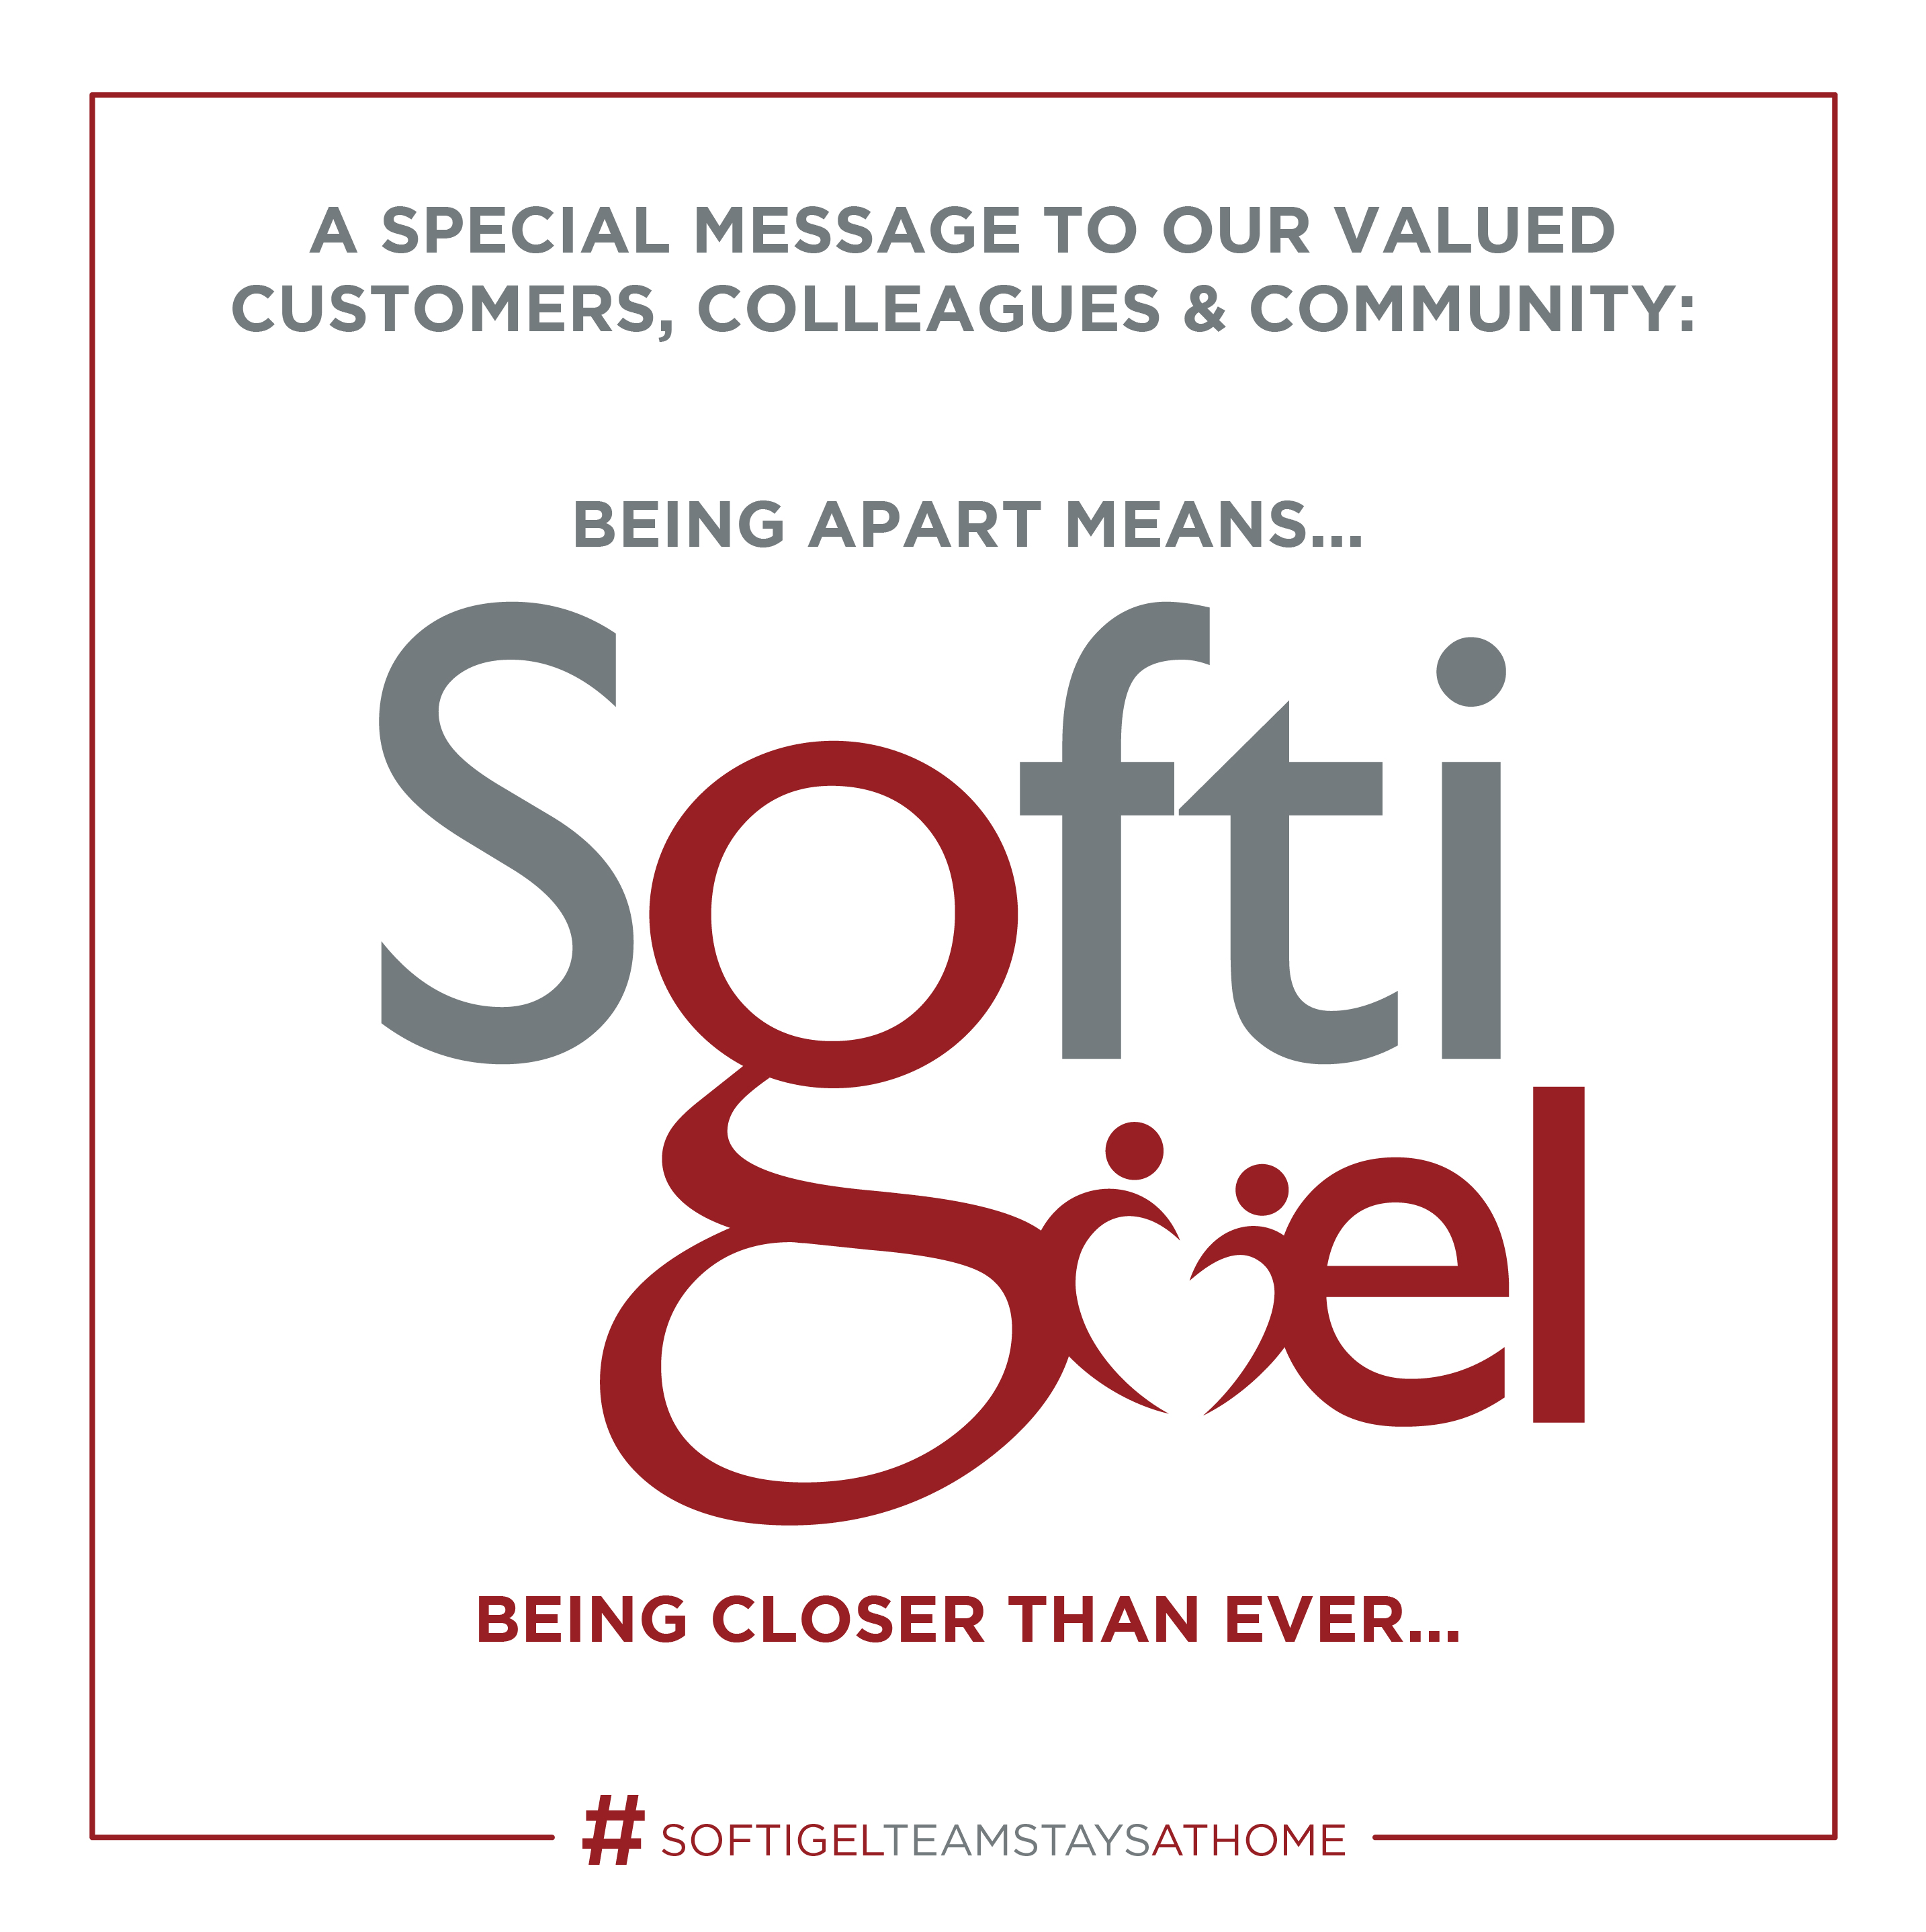 A SPECIAL MESSAGE TO OUR VALUED
CUSTOMERS, COLLEAGUES & COMMUNITY:
BEING APART MEANS....
Softi
gel
BEING CLOSER THAN EVER...
#SOFTIGELTEAMSTAYSATHOME